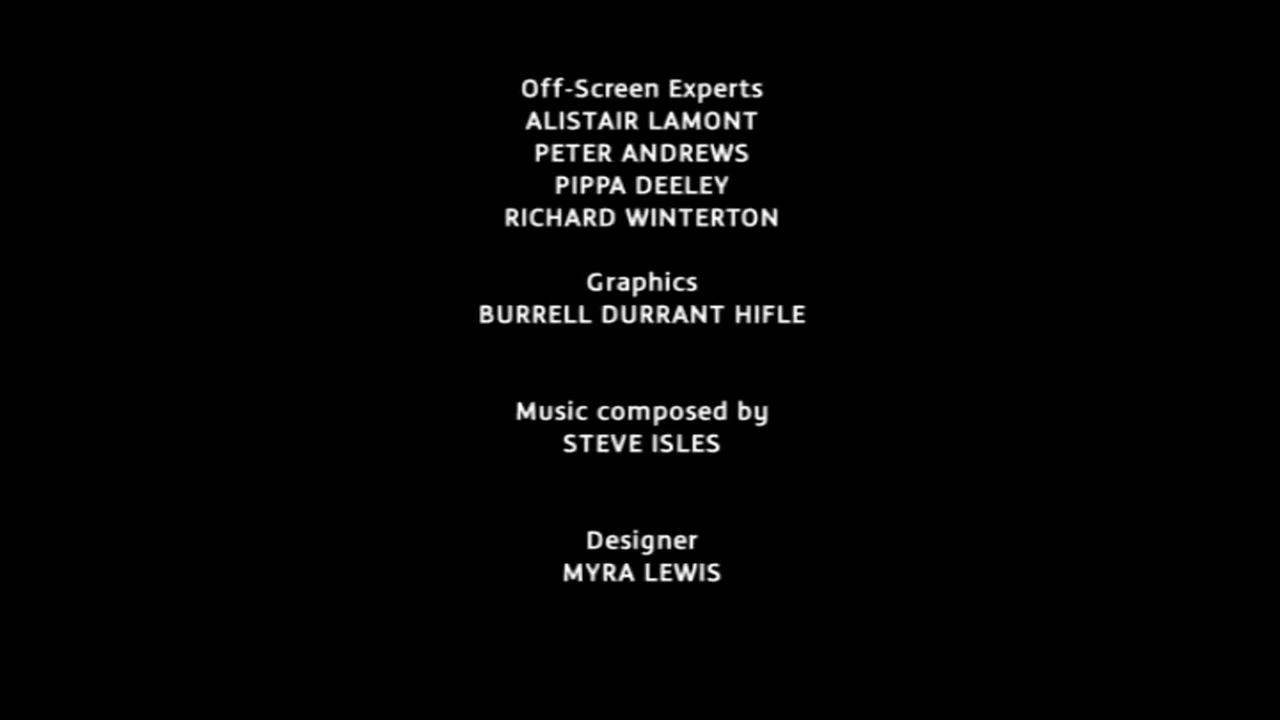 Off-Screen Experts
ALISTAIR LAMONT
PETER ANDREWS
PIPPA DEELEY
RICHARD WINTERTON
Graphics
BURRELL DURRANT HIFLE
Music composed by
STEVE ISLES
Designer
MYRA LEWIS